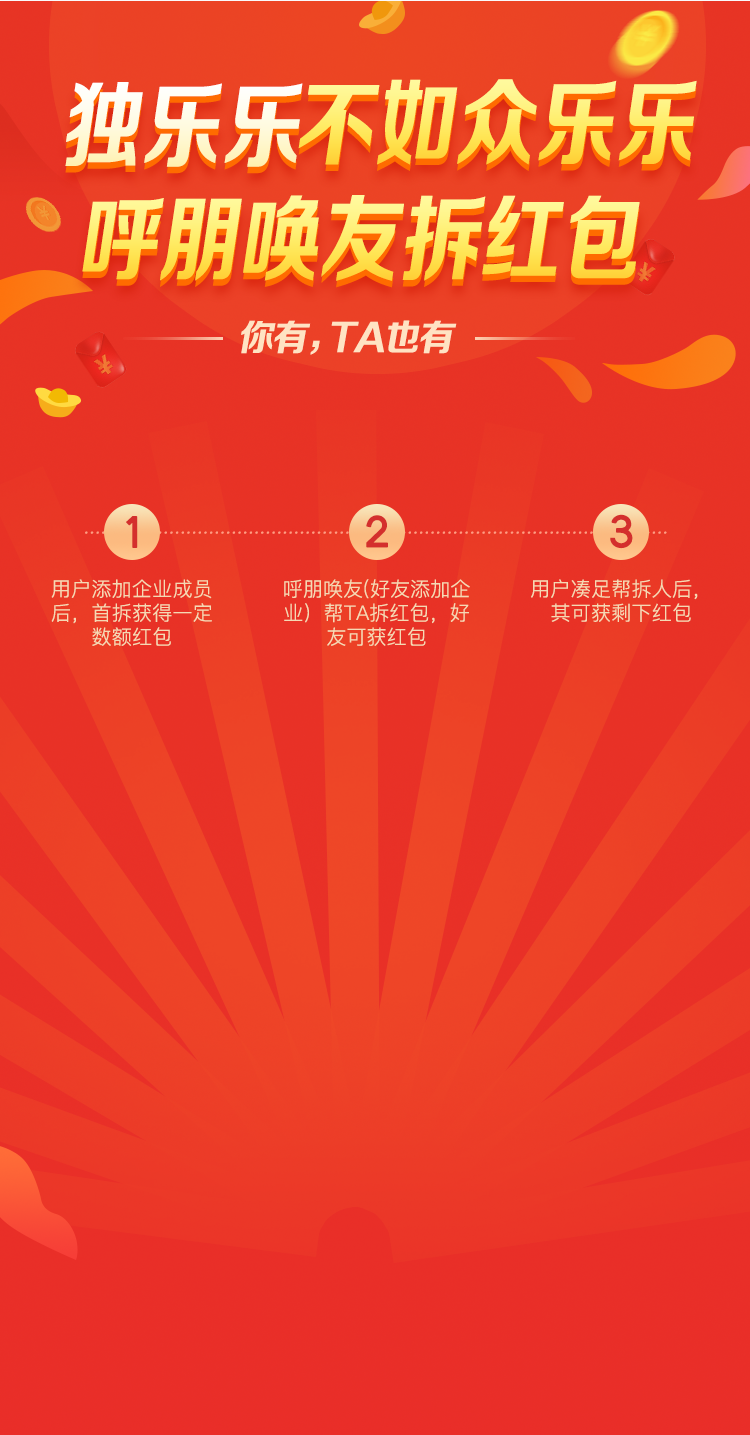 独乐乐不如众乐乐
呼朋唤友拆红包
你有，TA也有
1
用户添加企业成员
后，首拆获得一定
数额红包
2
呼朋唤友(好友添加企
业）帮TA拆红包，好
友可获红包
3
用户凑足帮拆人后，
其可获剩下红包